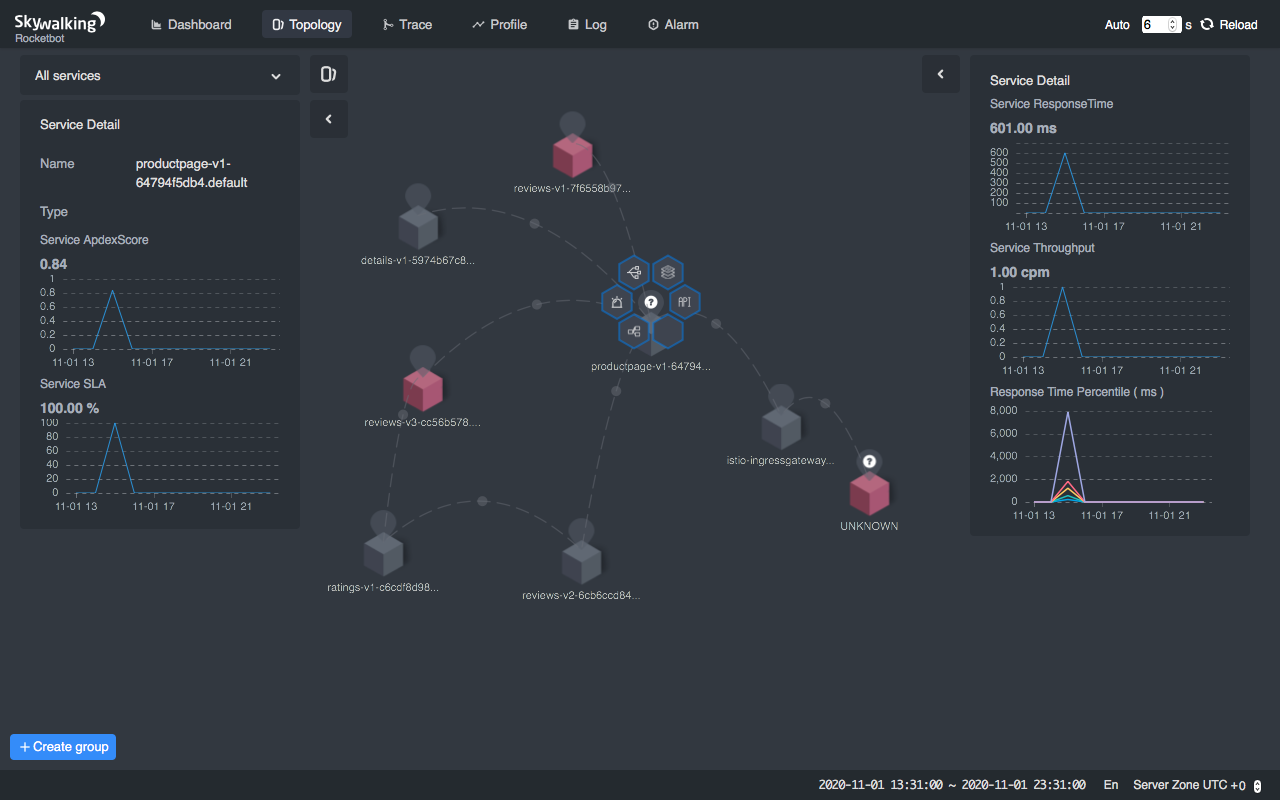 Skywalking
Rocketbot
Dashboard
Topology
Trace
Profile
Log
Alarm
Auto 6 s Reload
All services
Service Detail
Name productpage-v1-
64794f5db4.default
Type
Service ApdexScore
0.84
1
0.8
0.6
0.4
0.2
0
11-01 13 11-01 17 11-01 21
Service SLA
100.00 %
100
80
60
40
20
0
11-01 13 11-01 17 11-01 21
reviews-v1-7f6558b97...
details-v1-5974b67c8...
?
API
productpage-v1-64794...
reviews-v3-cc56b578....
istio-ingressgateway...
?
UNKNOWN
ratings-v1-c6cdf8d98...
reviews-v2-6cb6ccd84...
Service Detail
Service ResponseTime
601.00 ms
600
500
400
300
200
100
11-01 13 11-01 17 11-01 21
Service Throughput
1.00 cpm
1
0.8
0.6
0.4
0.2
0
11-01 13 11-01 17 11-01 21
Response Time Percentile ( ms )
8,000
6,000
4,000
2,000
0
11-01 13 11-01 17 11-01 21
+ Create group
2020-11-01 13:31:00 ~ 2020-11-01 23:31:00 En Server Zone UTC +0